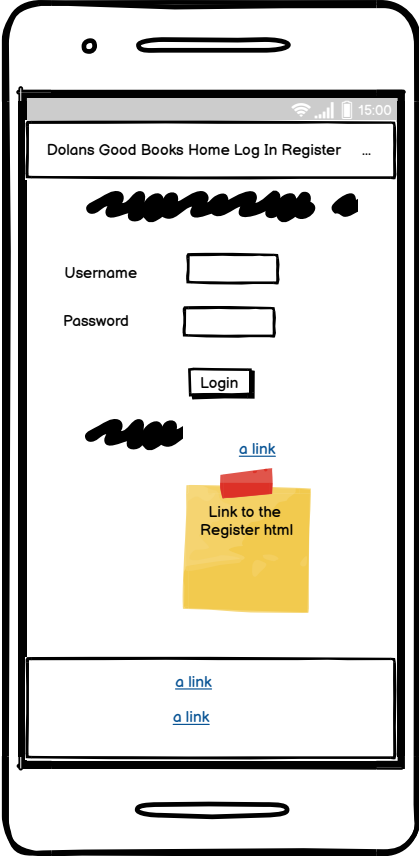 15:00
Dolans Good Books Home Log In Register ...
Username
Password
Login
a link
Link to the
Register html
a link
a link